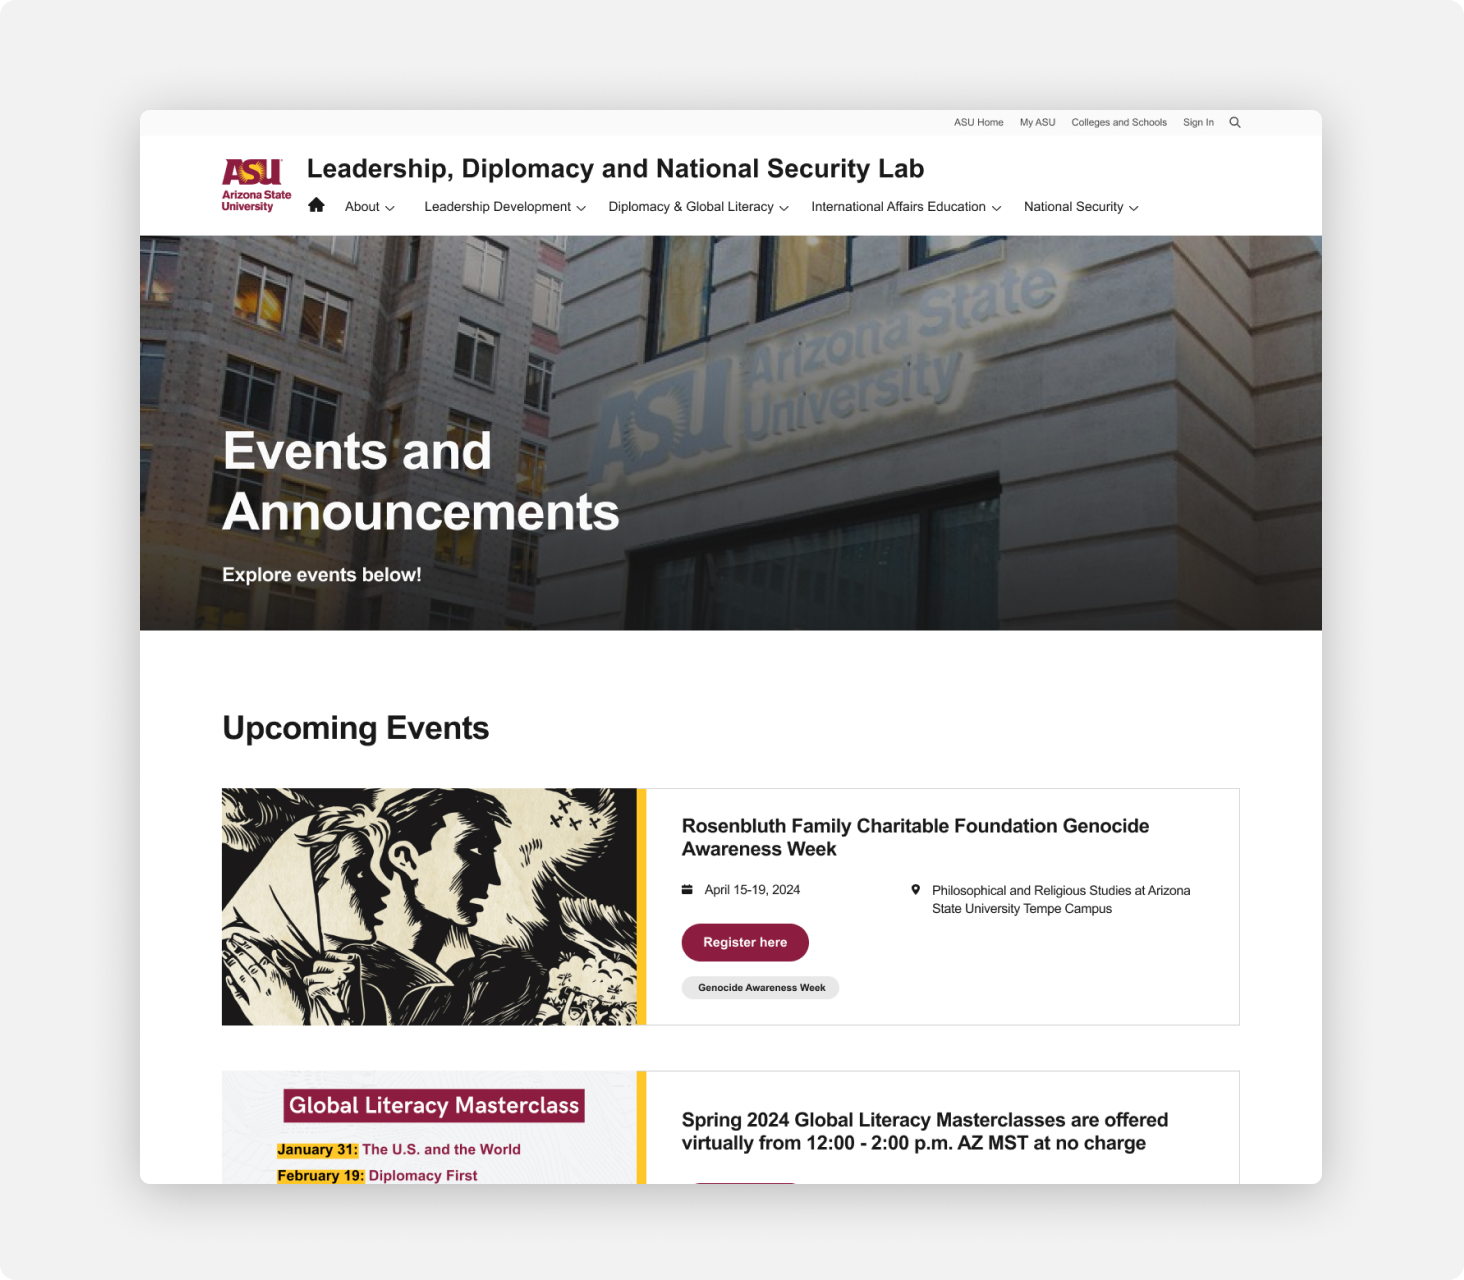 ASU Home My ASU Colleges and Schools Sign In
ASU
Arizona State
University
Leadership, Diplomacy and National Security Lab
About Leadership Development Diplomacy & Global Literacy International Affairs Education National Security
ASU Arizona State
University
Events and
Announcements
Explore events below!
Upcoming Events
Rosenbluth Family Charitable Foundation Genocide
Awareness Week
April 15-19, 2024
Philosophical and Religious Studies at Arizona
State University Tempe Campus
Register here
Genocide Awareness Week
Global Literacy Masterclass
January 31: The U.S. and the World
February 19: Diplomacy First
Spring 2024 Global Literacy Masterclasses are offered
virtually from 12:00 - 2:00 p.m. AZ MST at no charge